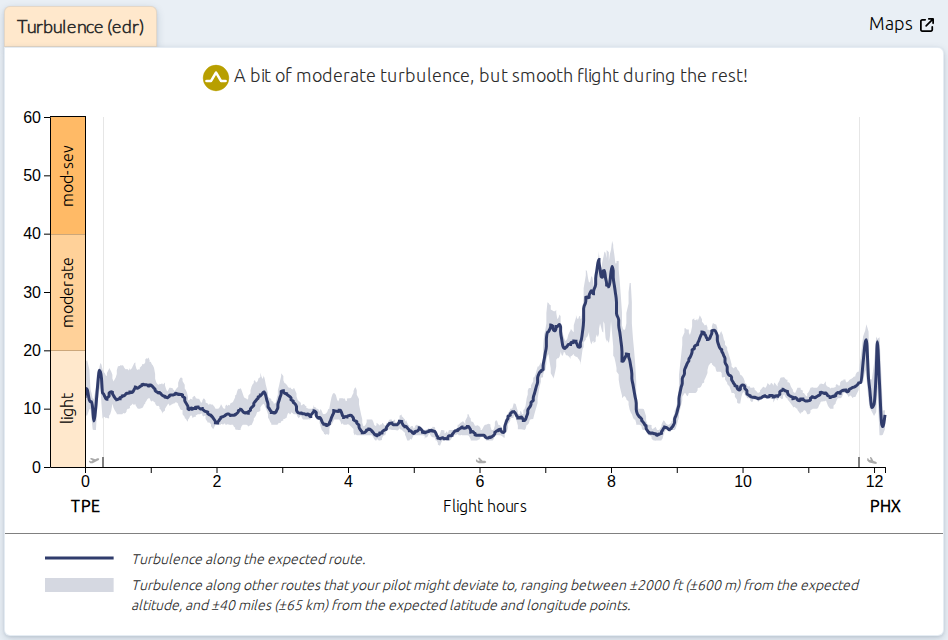 Turbulence (edr)
Maps
A bit of moderate turbulence, but smooth flight during the rest!
60
50
40
30
20
10
0
mod-sev
moderate
light
0 2 4 6 8 10 12
TPE Flight hours PHX
Turbulence along the expected route.
Turbulence along other routes that your pilot might deviate to, ranging between ±2000 ft (±600 m) from the expected
altitude, and ±40 miles (±65 km) from the expected latitude and longitude points.